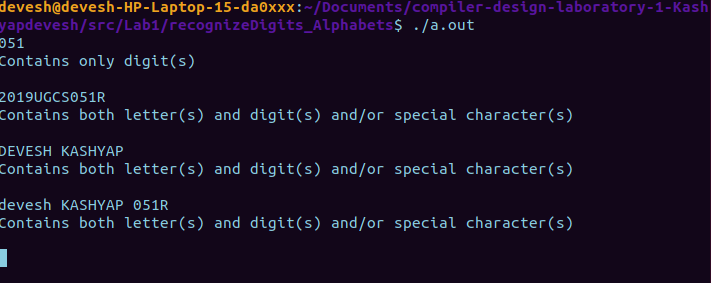 devesh@devesh-HP-Laptop-15-da0xxx:~/Documents/compiler-design-laboratory-1-Kash
yapdevesh/src/Lab1/recognizeDigits_Alphabets$ ./a.out
051
Contains only digit(s)
2019UGCS051R
Contains both letter(s) and digit(s) and/or special character(s)
DEVESH KASHYAP
Contains both letter(s) and digit(s) and/or special character(s)
devesh KASHYAP 051R
Contains both letter(s) and digit(s) and/or special character(s)